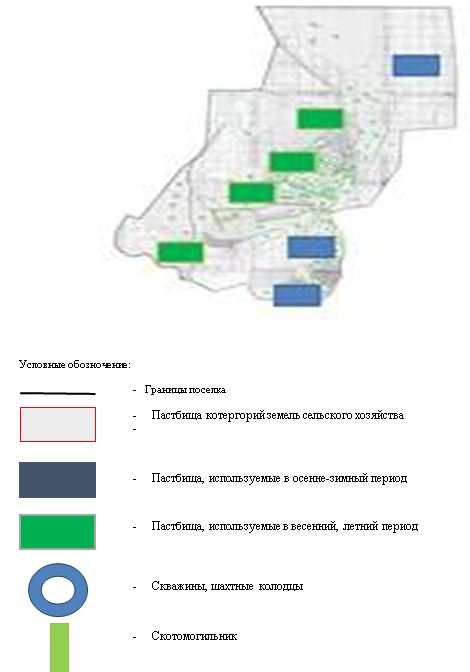 Условные обозначение:
- Границы поселка
- Пастбища котергорий земель сельского хозяйства
-
- Пастбища, используемые в осенне-зимный период
- Пастбища, используемые в весенний, летний период
- Скважины, шахтные колодцы
- Скотомогильник